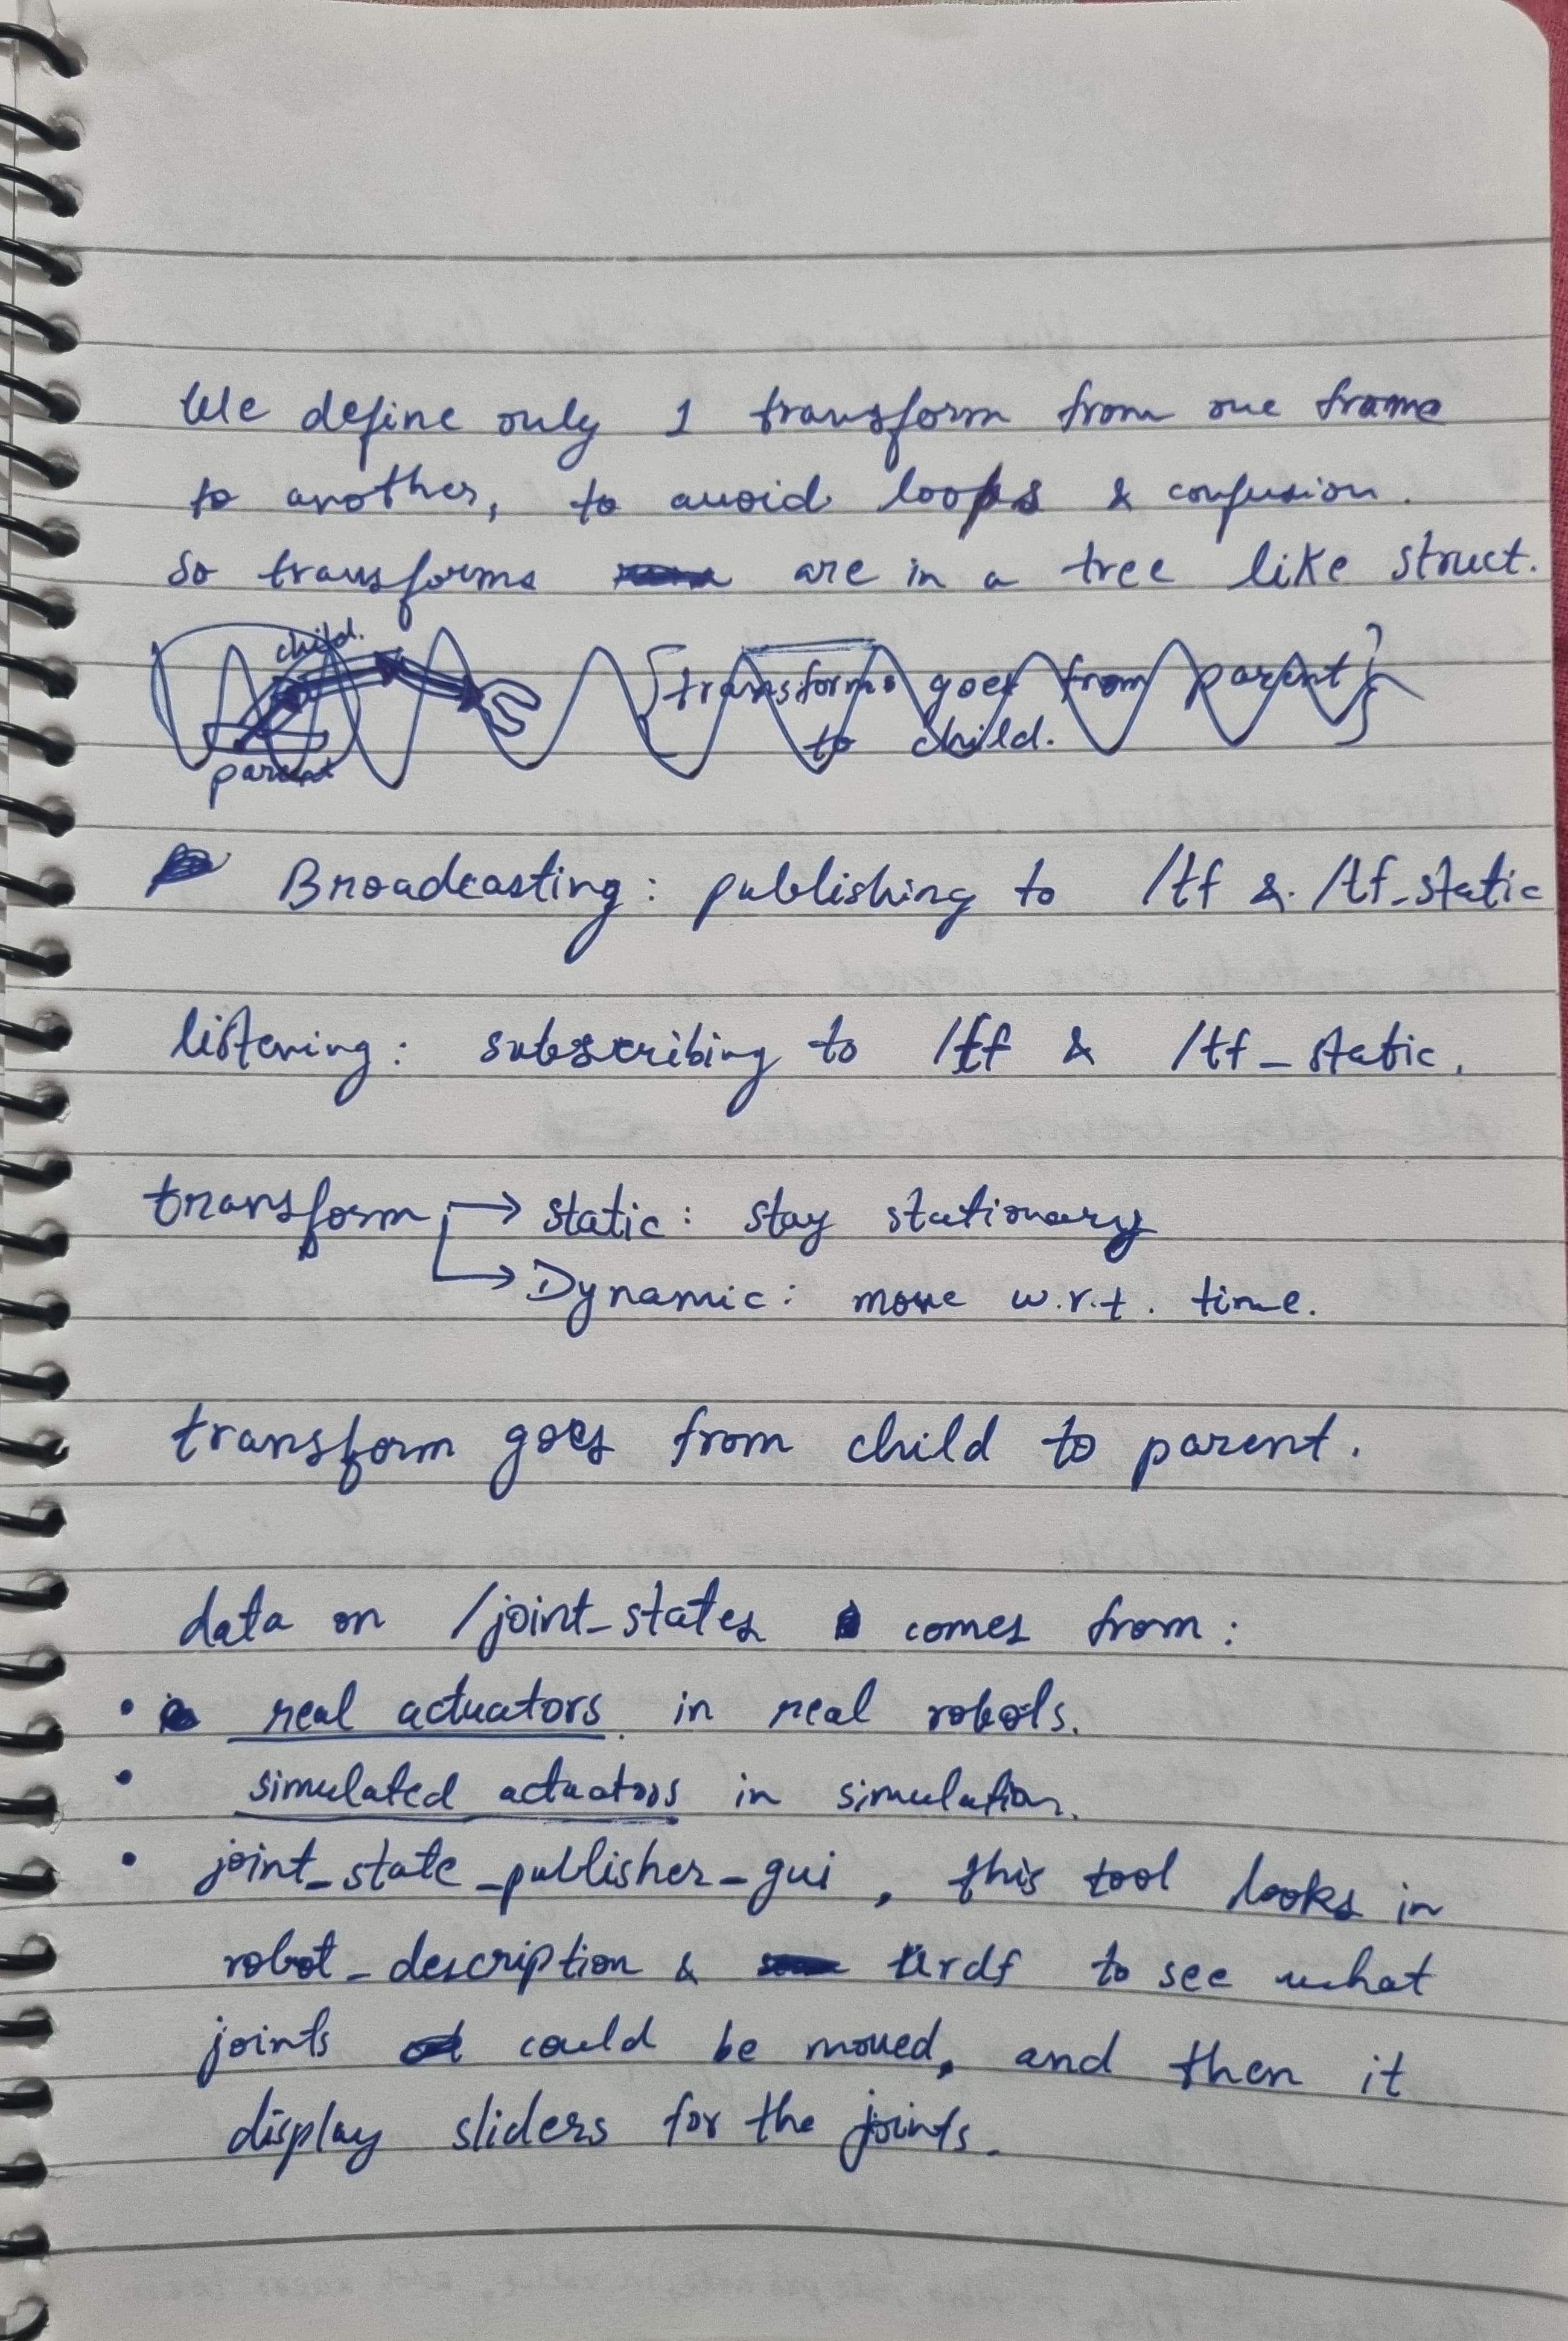 We define only 1 transform from one frame
to another, to avoid loops & confusion.
so transforms are in a tree like struct.
child.
parent
{transforms goes from parent}
to child.
Broadcasting: publishing to /tf & /tf_static
listening: subscribing to /tf & /tf_static.
transform → static: stay stationary
→ Dynamic: move w.r.t. time.
transform goes from child to parent.
data on /joint_states comes from:
• real actuators in real robots.
• simulated actuators in simulation.
• joint_state_publisher_gui, this tool looks in
robot_description & urdf to see what
joints could be moved, and then it
display sliders for the joints.